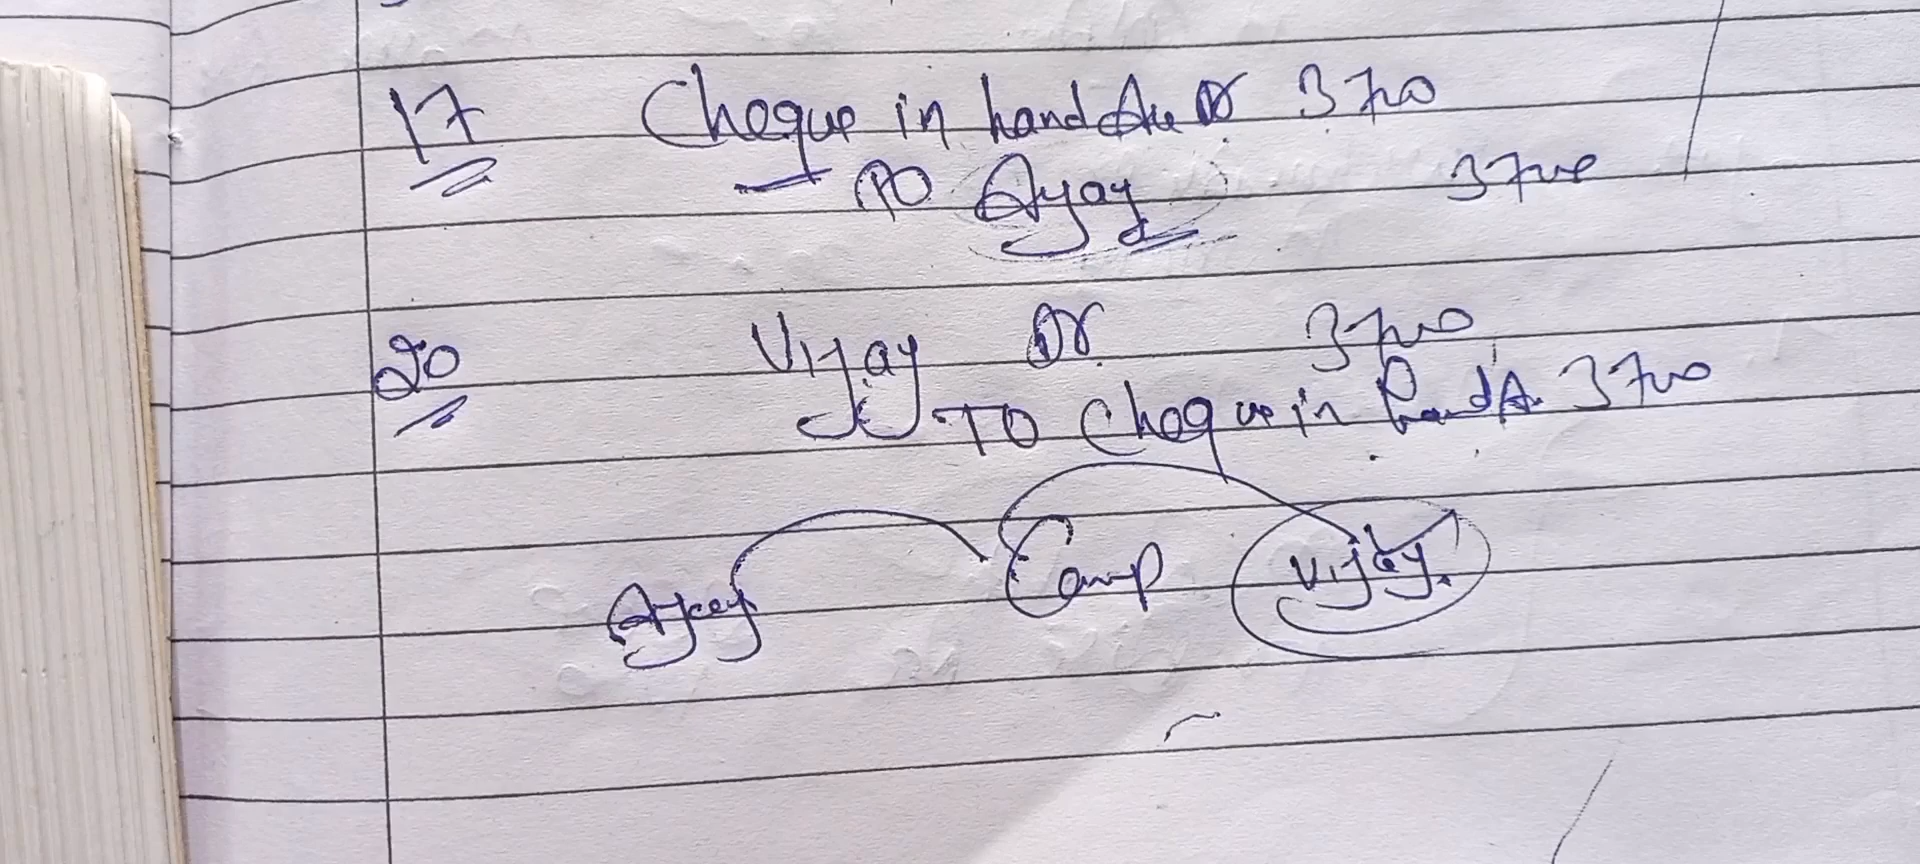 17 Cheque in hand A/c Dr 3700
TO Ajay 3700
20 Vijay Dr 3700
TO Cheque in hand A/c 3700
Ajay Comp Vijay